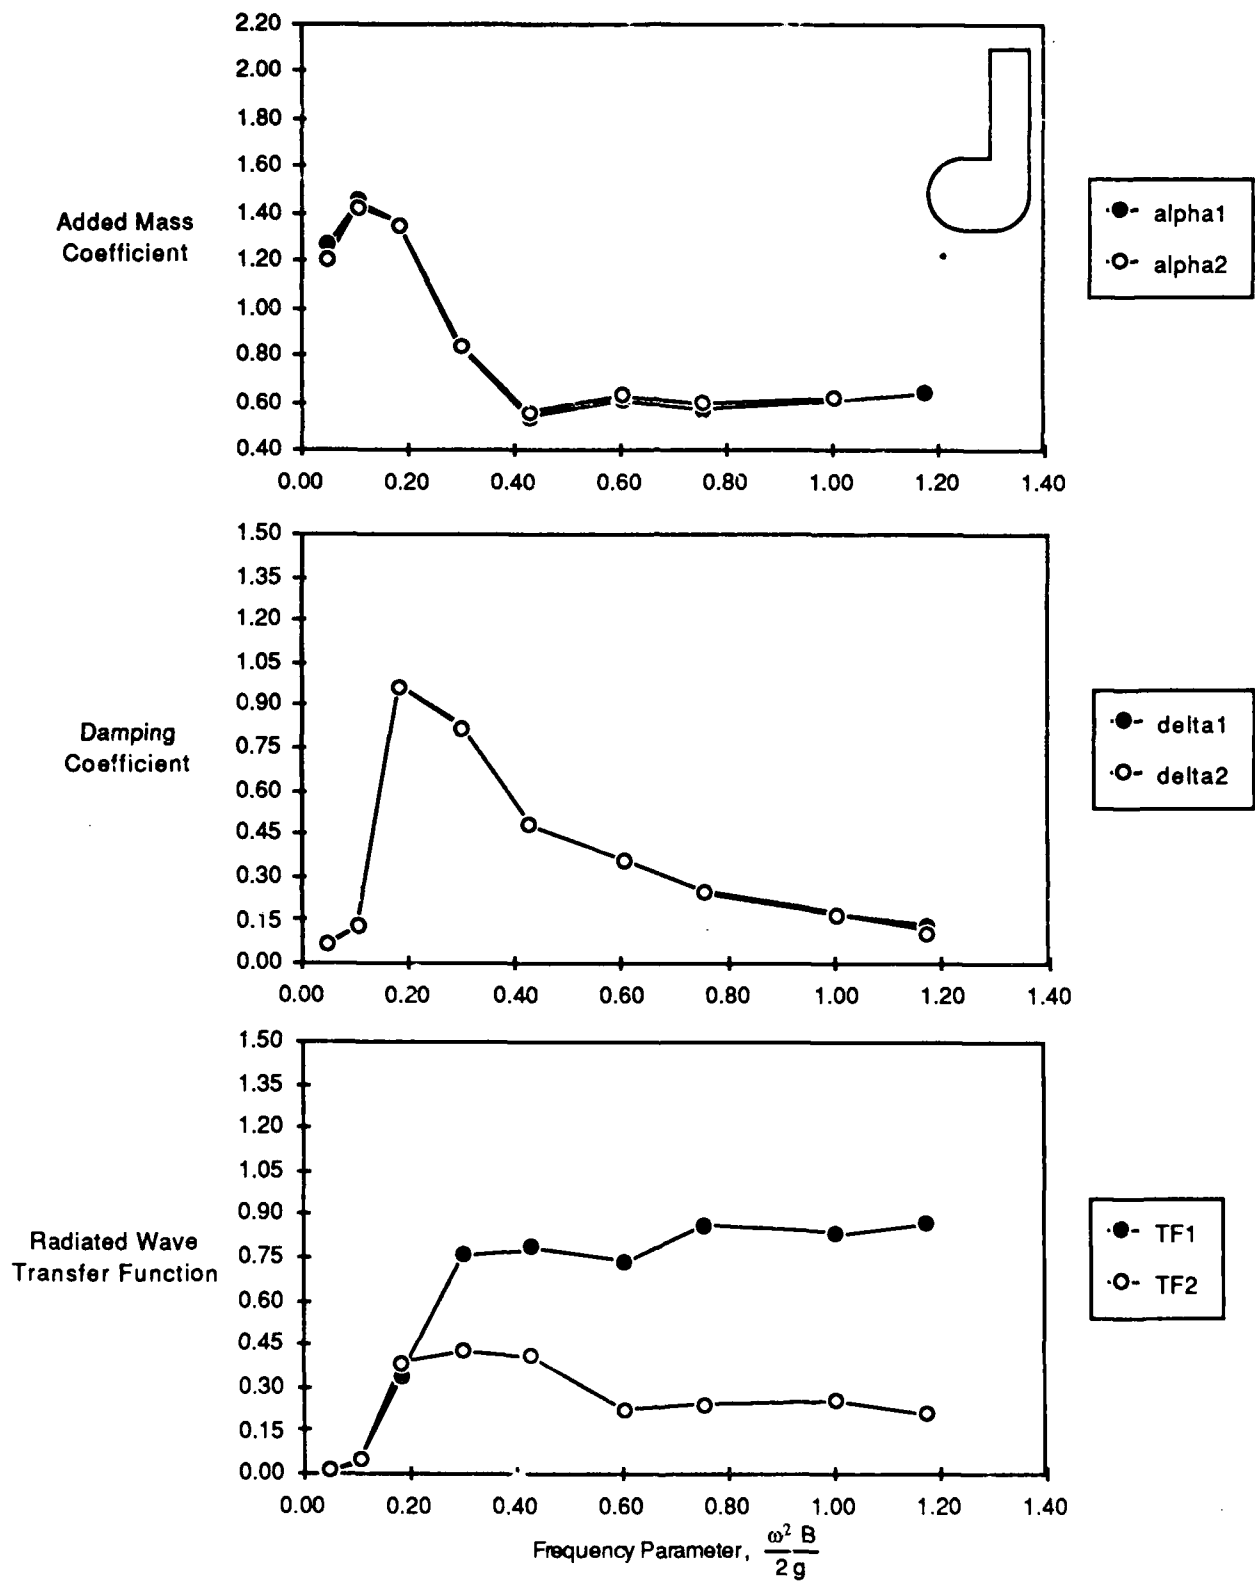 2.20
2.00
1.80
1.60
1.40
1.20
1.00
0.80
0.60
0.40
Added Mass
Coefficient
0.00 0.20 0.40 0.60 0.80 1.00 1.20 1.40
alpha1
alpha2
1.50
1.35
1.20
1.05
0.90
0.75
0.60
0.45
0.30
0.15
0.00
Damping
Coefficient
0.00 0.20 0.40 0.60 0.80 1.00 1.20 1.40
delta1
delta2
1.50
1.35
1.20
1.05
0.90
0.75
0.60
0.45
0.30
0.15
0.00
Radiated Wave
Transfer Function
0.00 0.20 0.40 0.60 0.80 1.00 1.20 1.40
TF1
TF2
Frequency Parameter, ω² B
2 g